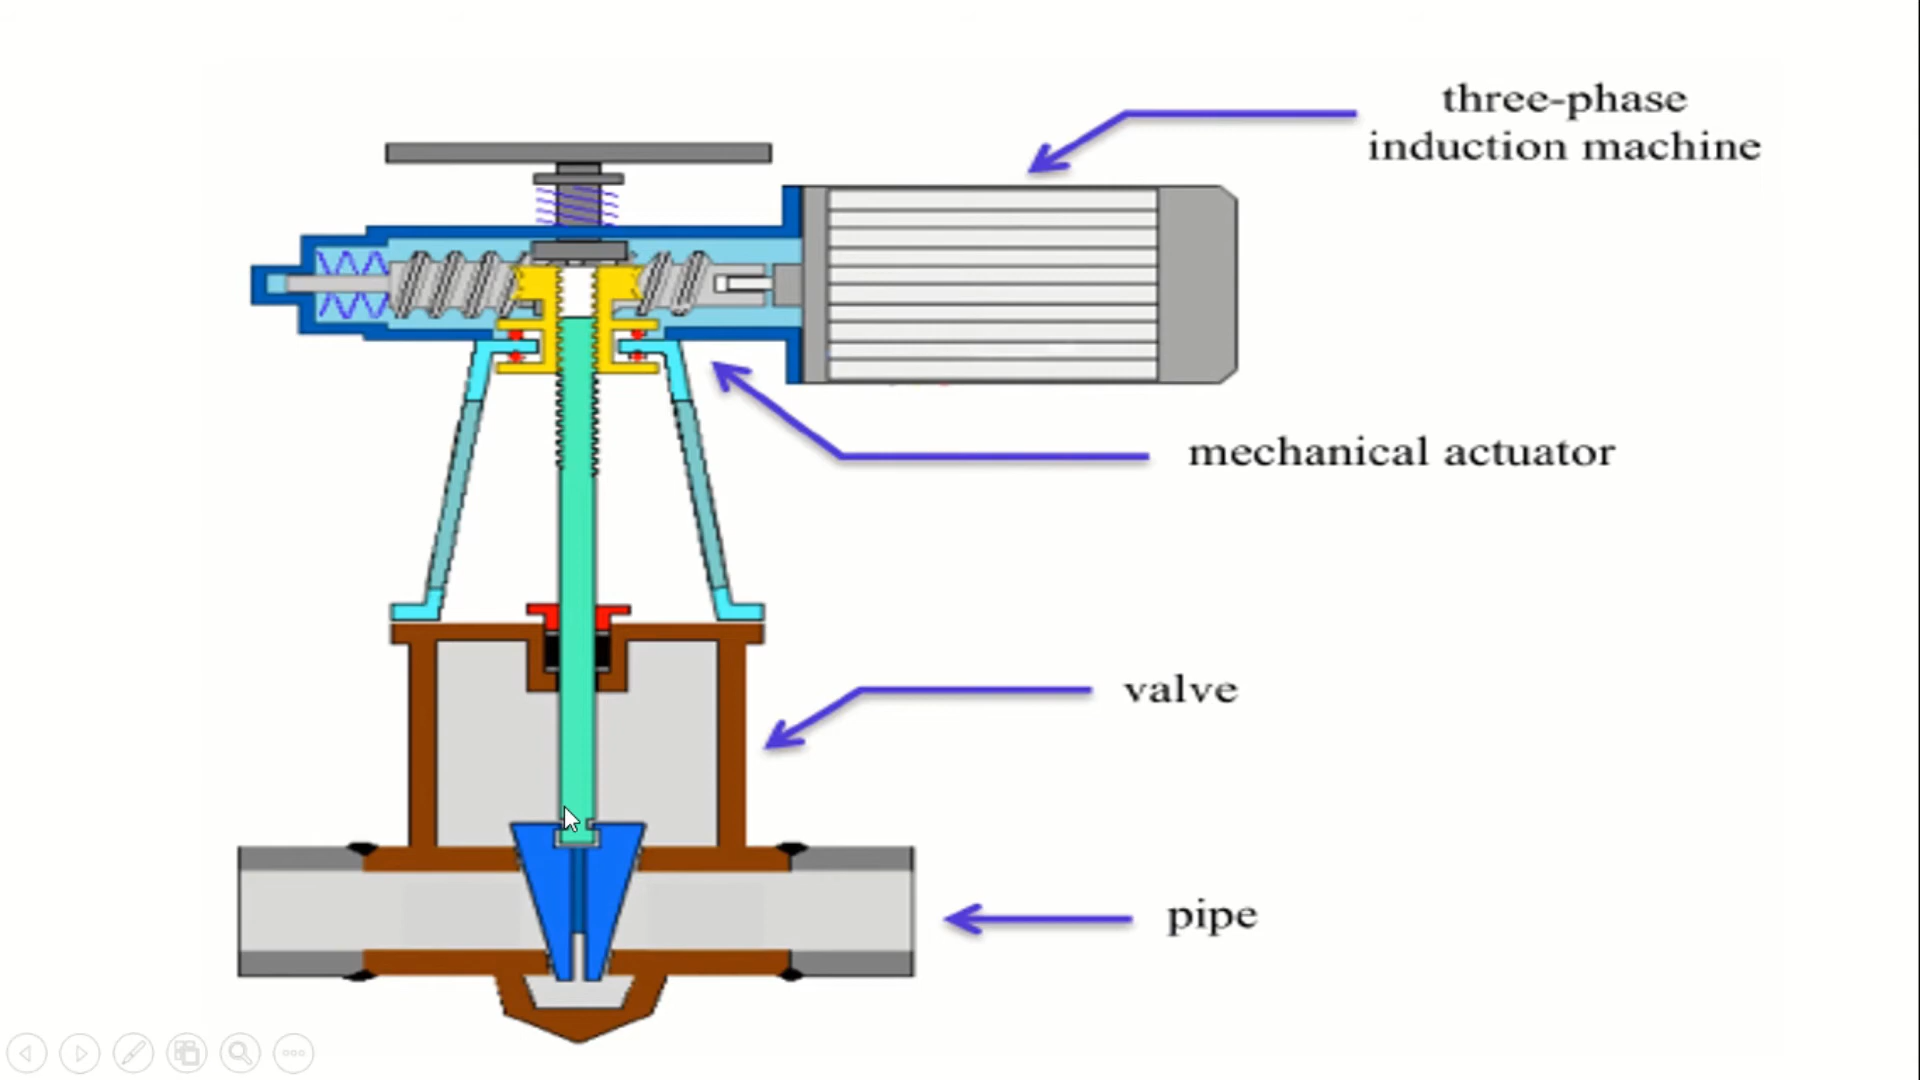 three-phase
induction machine
mechanical actuator
valve
pipe